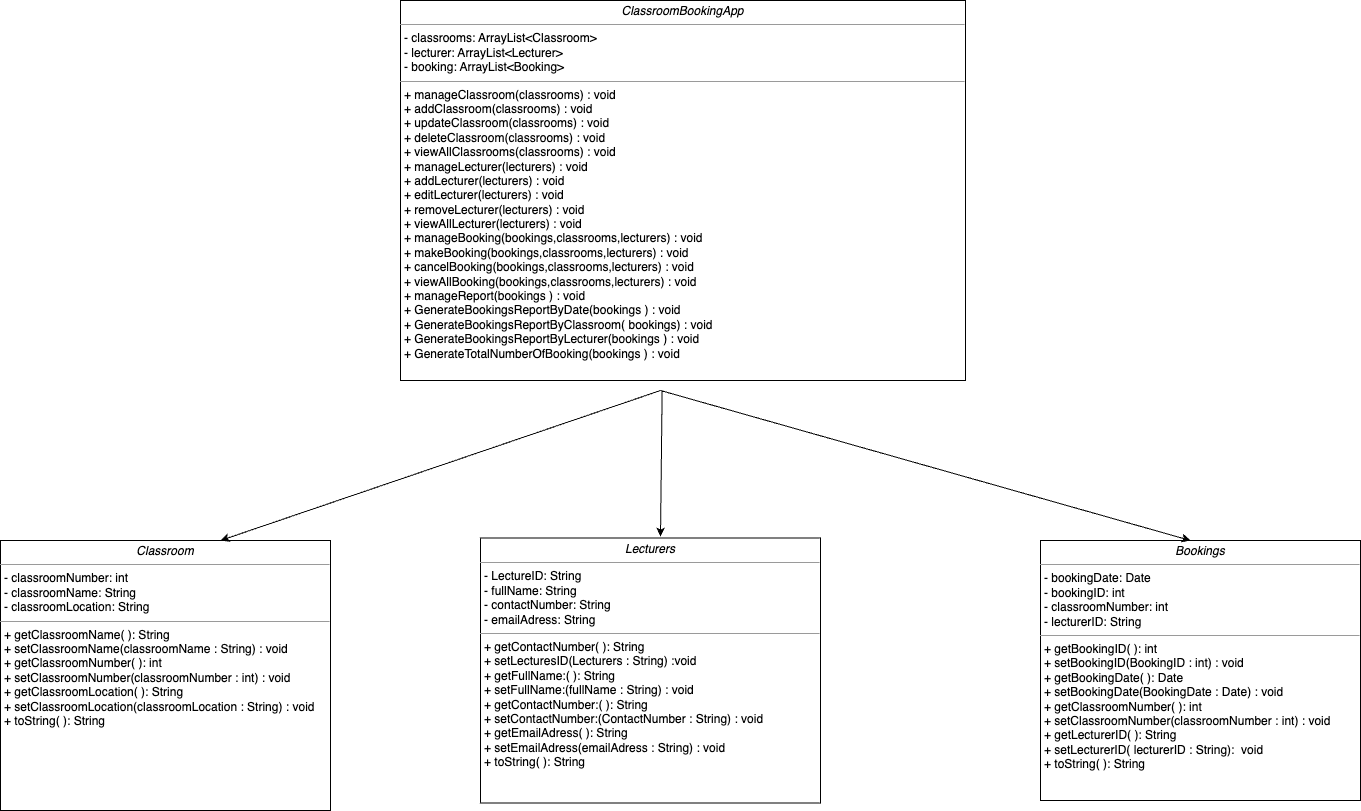 ClassroomBookingApp
- classrooms: ArrayList<Classroom>
- lecturer: ArrayList<Lecturer>
- booking: ArrayList<Booking>
+ manageClassroom(classrooms) : void
+ addClassroom(classrooms) : void
+ updateClassroom(classrooms) : void
+ deleteClassroom(classrooms) : void
+ viewAllClassrooms(classrooms) : void
+ manageLecturer(lecturers) : void
+ addLecturer(lecturers) : void
+ editLecturer(lecturers) : void
+ removeLecturer(lecturers) : void
+ viewAllLecturer(lecturers) : void
+ manageBooking(bookings,classrooms,lecturers) : void
+ makeBooking(bookings,classrooms,lecturers) : void
+ cancelBooking(bookings,classrooms,lecturers) : void
+ viewAllBooking(bookings,classrooms,lecturers) : void
+ manageReport(bookings ) : void
+ GenerateBookingsReportByDate(bookings ) : void
+ GenerateBookingsReportByClassroom( bookings) : void
+ GenerateBookingsReportByLecturer(bookings ) : void
+ GenerateTotalNumberOfBooking(bookings ) : void
Classroom
- classroomNumber: int
- classroomName: String
- classroomLocation: String
+ getClassroomName( ): String
+ setClassroomName(classroomName : String) : void
+ getClassroomNumber( ): int
+ setClassroomNumber(classroomNumber : int) : void
+ getClassroomLocation( ): String
+ setClassroomLocation(classroomLocation : String) : void
+ toString( ): String
Lecturers
- LectureID: String
- fullName: String
- contactNumber: String
- emailAdress: String
+ getContactNumber( ): String
+ setLecturesID(Lecturers : String) :void
+ getFullName:( ): String
+ setFullName:(fullName : String) : void
+ getContactNumber:( ): String
+ setContactNumber:(ContactNumber : String) : void
+ getEmailAdress( ): String
+ setEmailAdress(emailAdress : String) : void
+ toString( ): String
Bookings
- bookingDate: Date
- bookingID: int
- classroomNumber: int
- lecturerID: String
+ getBookingID( ): int
+ setBookingID(BookingID : int) : void
+ getBookingDate( ): Date
+ setBookingDate(BookingDate : Date) : void
+ getClassroomNumber( ): int
+ setClassroomNumber(classroomNumber : int) : void
+ getLecturerID( ): String
+ setLecturerID( lecturerID : String):  void
+ toString( ): String